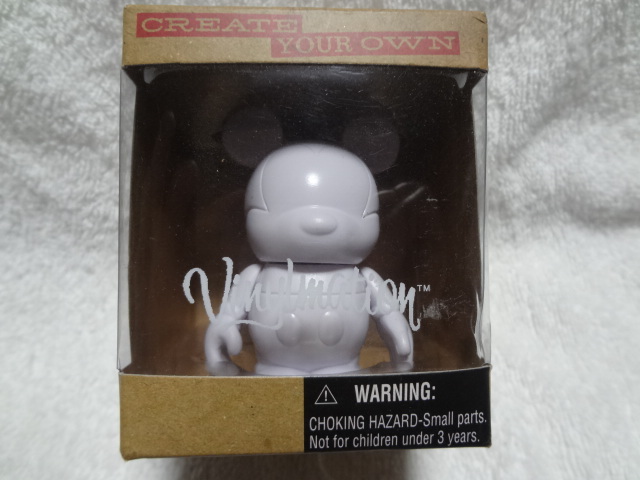 CREATE
YOUR OWN
Vinylmation™
⚠ WARNING:
CHOKING HAZARD-Small parts.
Not for children under 3 years.